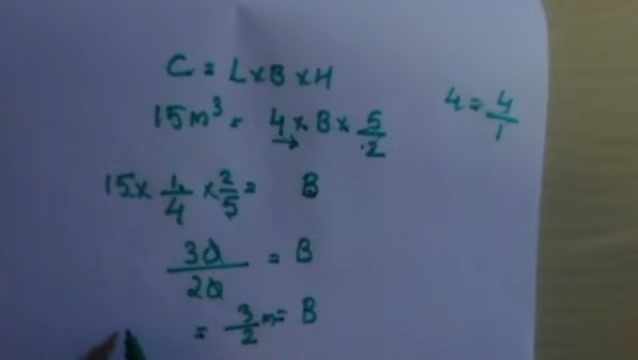 C = L×B×H
15m³ = 4 × B × 5/2
4 = 4/1
15× 1/4 × 2/5 = B
30/20 = B
= 3/2 m = B